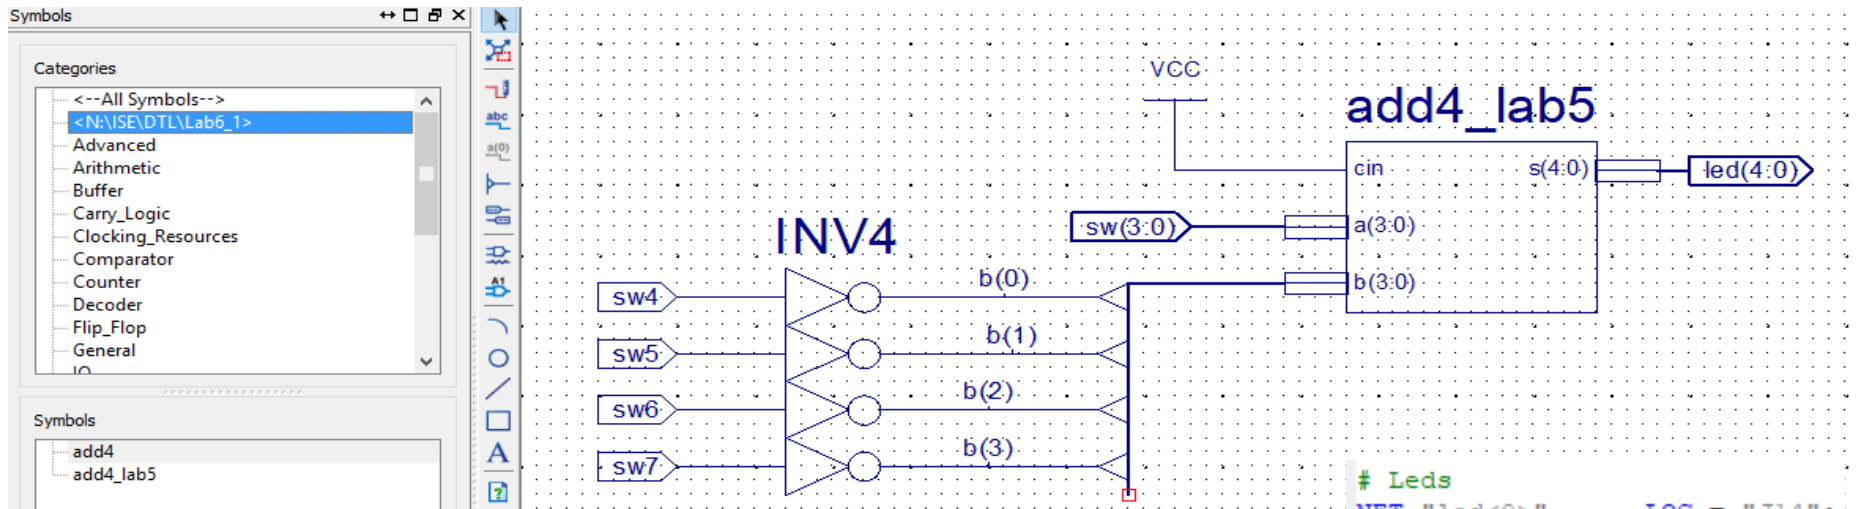 Symbols
Categories
<--All Symbols-->
<N:\ISE\DTL\Lab6_1>
Advanced
Arithmetic
Buffer
Carry_Logic
Clocking_Resources
Comparator
Counter
Decoder
Flip_Flop
General
IO
Symbols
add4
add4_lab5
abc
a(0)
A1
A
?
VCC
add4_lab5
cin
s(4:0)
led(4:0)
sw(3:0)
a(3:0)
b(3:0)
INV4
sw4
b(0)
sw5
b(1)
sw6
b(2)
sw7
b(3)
# Leds